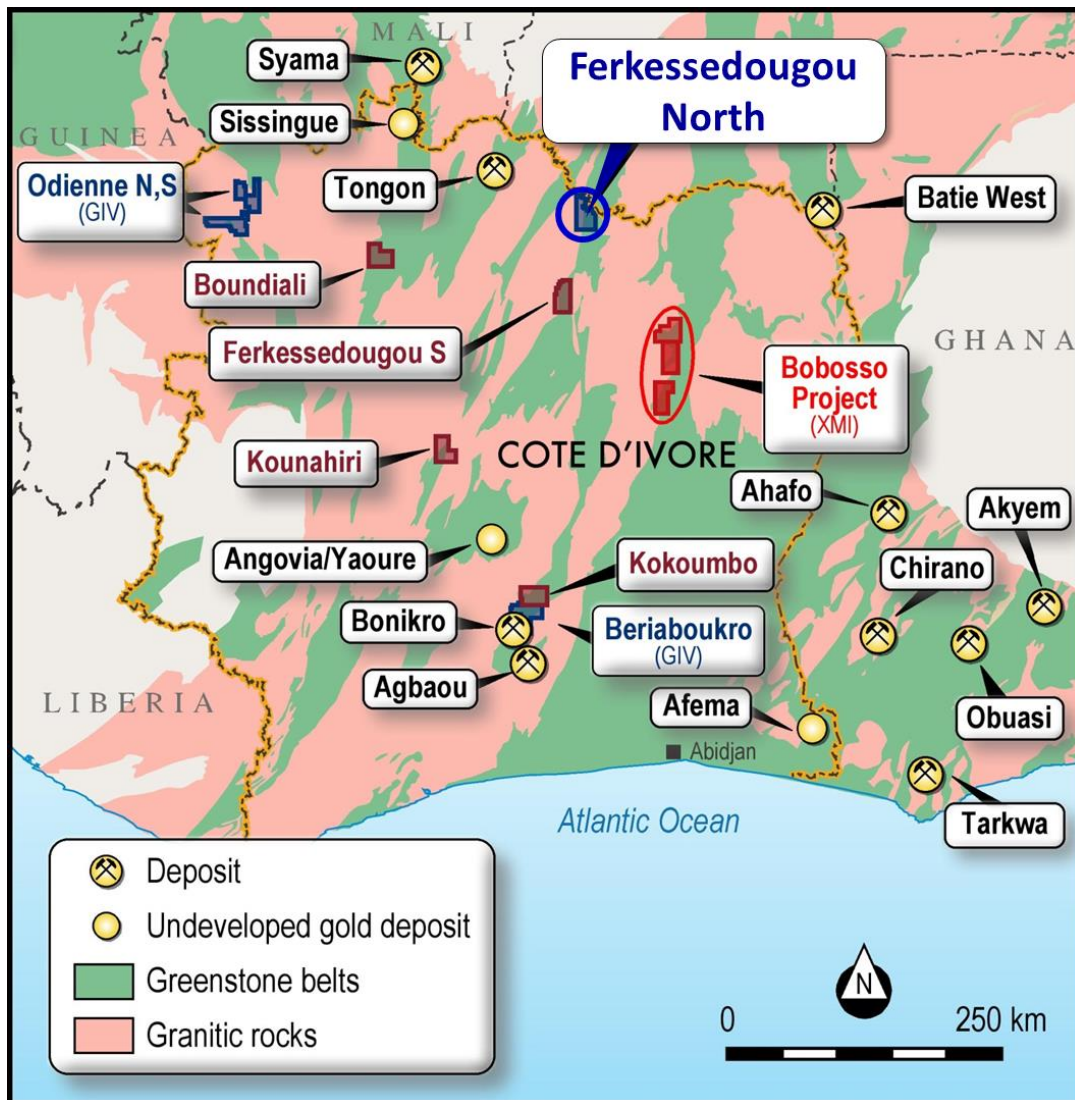 MALI
Syama
Ferkessedougou
North
Sissingue
GUINEA
Tongon
Odienne N,S
(GIV)
Batie West
Boundiali
GHANA
Ferkessedougou S
Bobosso
Project
(XMI)
COTE D'IVORE
Kounahiri
Ahafo
Akyem
Angovia/Yaoure
Chirano
Kokoumbo
Bonikro
Beriaboukro
(GIV)
Agbaou
LIBERIA
Afema
Obuasi
Abidjan
Atlantic Ocean
Tarkwa
Deposit
Undeveloped gold deposit
Greenstone belts
Granitic rocks
N
0 250 km